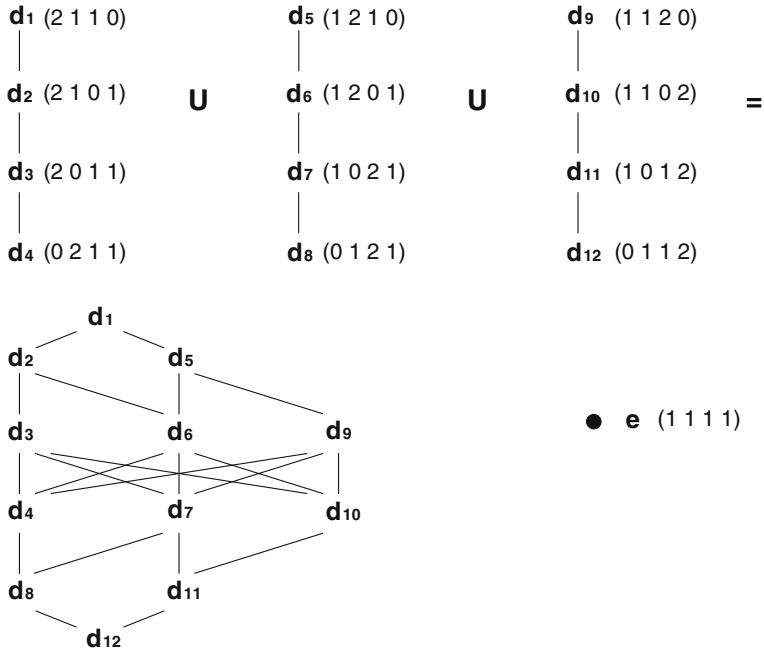 d1 (2 1 1 0) d5 (1 2 1 0) d9 (1 1 2 0)
d2 (2 1 0 1) U d6 (1 2 0 1) U d10 (1 1 0 2) =
d3 (2 0 1 1) d7 (1 0 2 1) d11 (1 0 1 2)
d4 (0 2 1 1) d8 (0 1 2 1) d12 (0 1 1 2)
d1
d2 d5
d3 d6 d9 ● e (1 1 1 1)
d4 d7 d10
d8 d11
d12